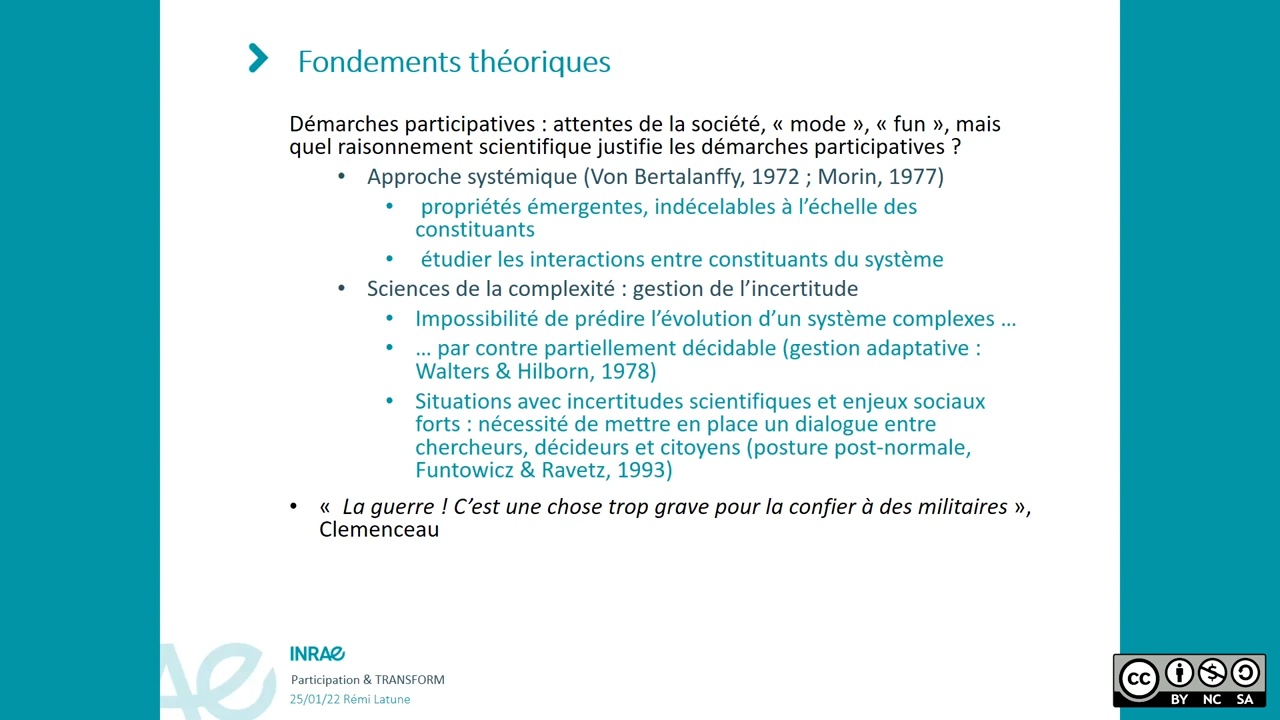 Fondements théoriques
Démarches participatives : attentes de la société, « mode », « fun », mais
quel raisonnement scientifique justifie les démarches participatives ?
• Approche systémique (Von Bertalanffy, 1972 ; Morin, 1977)
• propriétés émergentes, indécelables à l’échelle des
constituants
• étudier les interactions entre constituants du système
• Sciences de la complexité : gestion de l’incertitude
• Impossibilité de prédire l’évolution d’un système complexes …
• … par contre partiellement décidable (gestion adaptative :
Walters & Hilborn, 1978)
• Situations avec incertitudes scientifiques et enjeux sociaux
forts : nécessité de mettre en place un dialogue entre
chercheurs, décideurs et citoyens (posture post-normale,
Funtowicz & Ravetz, 1993)
• « La guerre ! C’est une chose trop grave pour la confier à des militaires »,
Clemenceau
INRAE
Participation & TRANSFORM
25/01/22 Rémi Latune
cc
BY NC SA